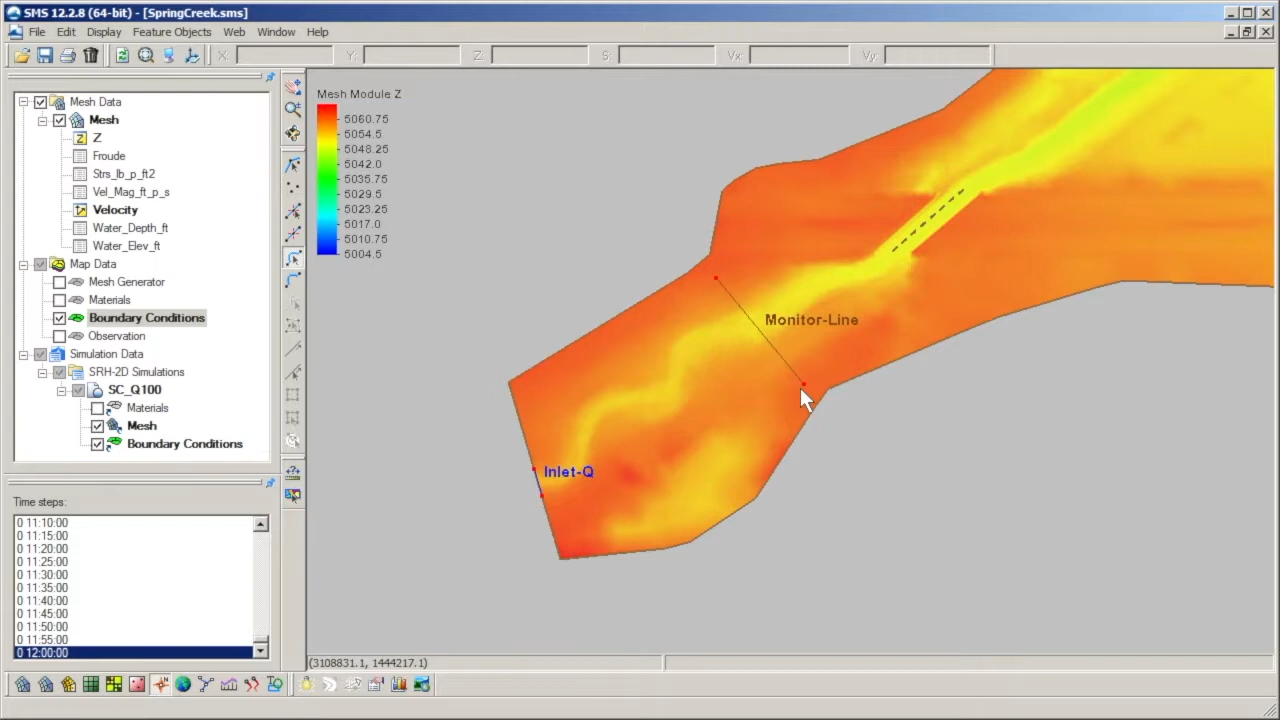 SMS 12.2.8 (64-bit) - [SpringCreek.sms]
File Edit Display Feature Objects Web Window Help
X: Y: Z: S: Vx: Vy:
Mesh Data
Mesh
Z
Froude
Strs_lb_p_ft2
Vel_Mag_ft_p_s
Velocity
Water_Depth_ft
Water_Elev_ft
Map Data
Mesh Generator
Materials
Boundary Conditions
Observation
Simulation Data
SRH-2D Simulations
SC_Q100
Materials
Mesh
Boundary Conditions
Time steps:
0 11:10:00
0 11:15:00
0 11:20:00
0 11:25:00
0 11:30:00
0 11:35:00
0 11:40:00
0 11:45:00
0 11:50:00
0 11:55:00
0 12:00:00
Mesh Module Z
5060.75
5054.5
5048.25
5042.0
5035.75
5029.5
5023.25
5017.0
5010.75
5004.5
Monitor-Line
Inlet-Q
(3108831.1, 1444217.1)